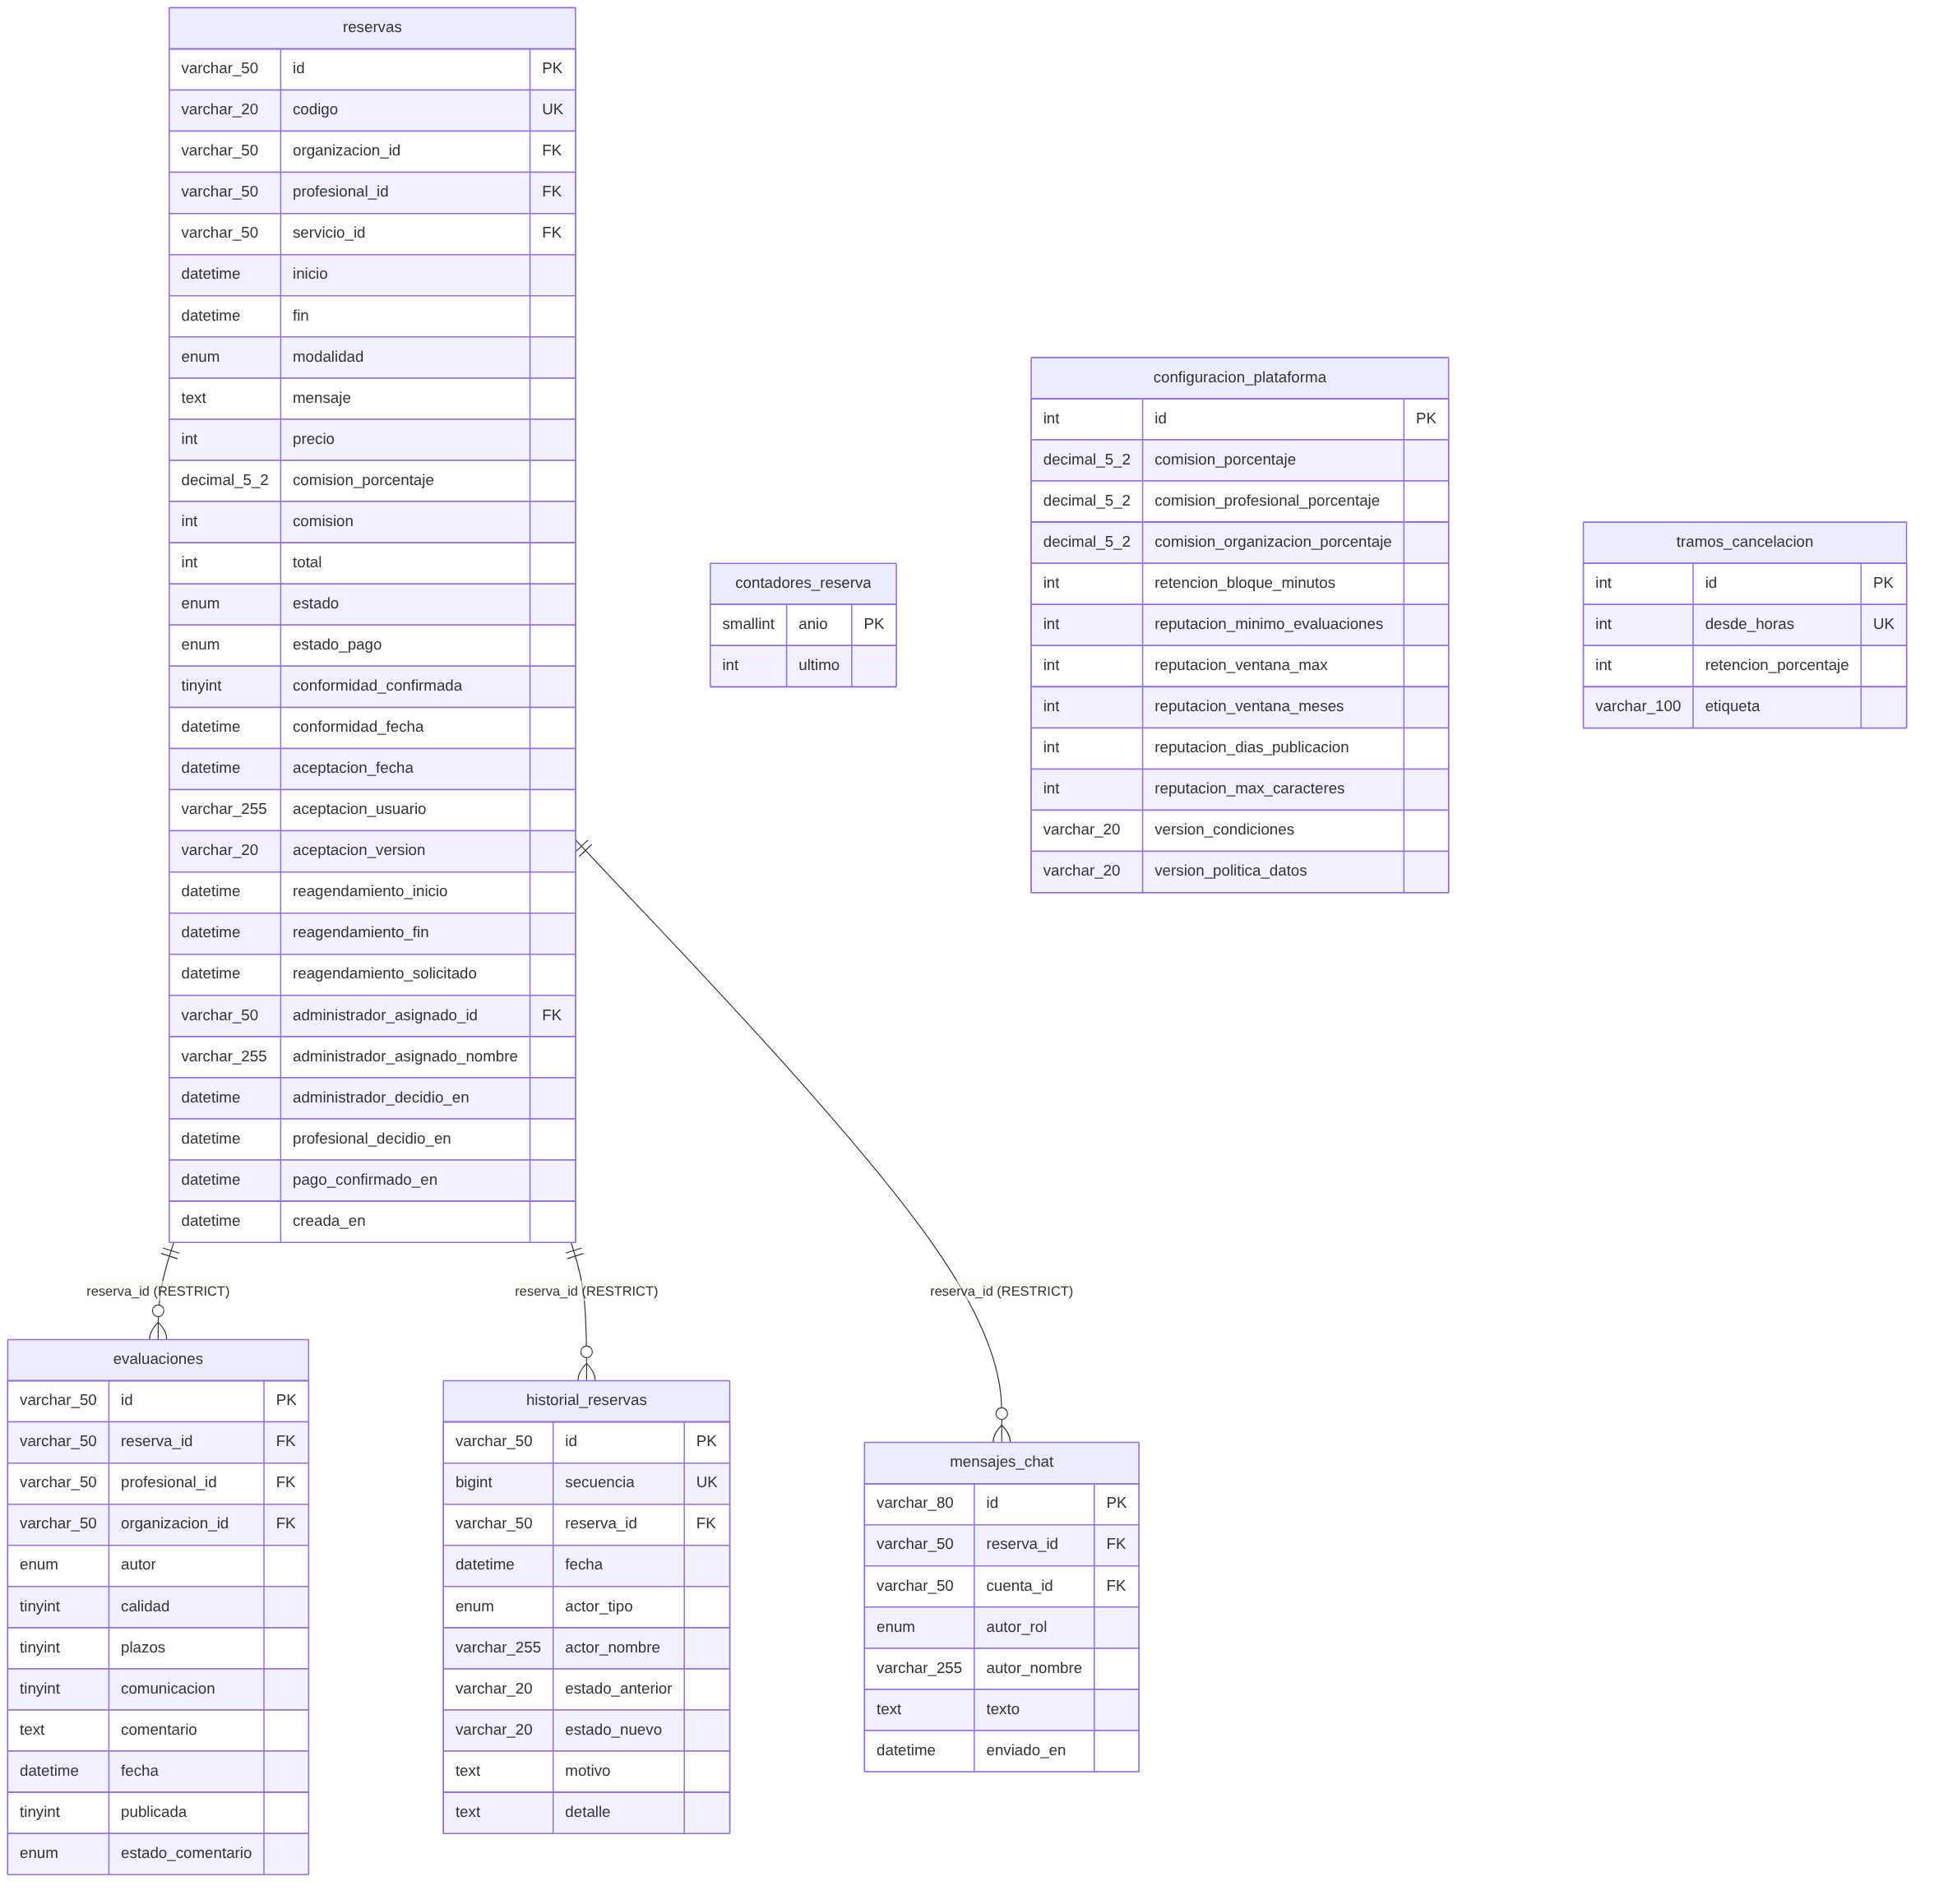 reservas
varchar_50 id PK
varchar_20 codigo UK
varchar_50 organizacion_id FK
varchar_50 profesional_id FK
varchar_50 servicio_id FK
datetime inicio
datetime fin
enum modalidad
text mensaje
int precio
decimal_5_2 comision_porcentaje
int comision
int total
enum estado
enum estado_pago
tinyint conformidad_confirmada
datetime conformidad_fecha
datetime aceptacion_fecha
varchar_255 aceptacion_usuario
varchar_20 aceptacion_version
datetime reagendamiento_inicio
datetime reagendamiento_fin
datetime reagendamiento_solicitado
varchar_50 administrador_asignado_id FK
varchar_255 administrador_asignado_nombre
datetime administrador_decidio_en
datetime profesional_decidio_en
datetime pago_confirmado_en
datetime creada_en
contadores_reserva
smallint anio PK
int ultimo
configuracion_plataforma
int id PK
decimal_5_2 comision_porcentaje
decimal_5_2 comision_profesional_porcentaje
decimal_5_2 comision_organizacion_porcentaje
int retencion_bloque_minutos
int reputacion_minimo_evaluaciones
int reputacion_ventana_max
int reputacion_ventana_meses
int reputacion_dias_publicacion
int reputacion_max_caracteres
varchar_20 version_condiciones
varchar_20 version_politica_datos
tramos_cancelacion
int id PK
int desde_horas UK
int retencion_porcentaje
varchar_100 etiqueta
reserva_id (RESTRICT)
reserva_id (RESTRICT)
reserva_id (RESTRICT)
evaluaciones
varchar_50 id PK
varchar_50 reserva_id FK
varchar_50 profesional_id FK
varchar_50 organizacion_id FK
enum autor
tinyint calidad
tinyint plazos
tinyint comunicacion
text comentario
datetime fecha
tinyint publicada
enum estado_comentario
historial_reservas
varchar_50 id PK
bigint secuencia UK
varchar_50 reserva_id FK
datetime fecha
enum actor_tipo
varchar_255 actor_nombre
varchar_20 estado_anterior
varchar_20 estado_nuevo
text motivo
text detalle
mensajes_chat
varchar_80 id PK
varchar_50 reserva_id FK
varchar_50 cuenta_id FK
enum autor_rol
varchar_255 autor_nombre
text texto
datetime enviado_en